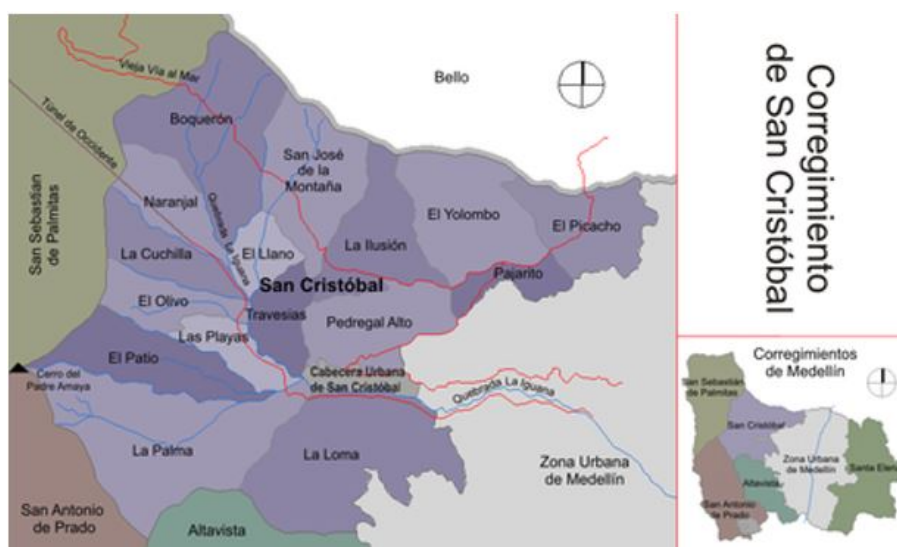 Bello
Vieja Vía al Mar
Túnel de Occidente
Boquerón
San José
de la
Montaña
San Sebastián
de Palmitas
Naranjal
Quebrada La Iguana
El Yolombo
El Picacho
La Cuchilla
El Llano
La Ilusión
Pajarito
San Cristóbal
El Olivo
Travesias
Pedregal Alto
Las Playas
El Patio
Cerro del
Padre Amaya
Cabecera Urbana
de San Cristóbal
Quebrada La Iguana
La Palma
La Loma
Zona Urbana
de Medellín
San Antonio
de Prado
Altavista
Corregimiento
de San Cristóbal
Corregimientos
de Medellín
San Sebastián
de Palmitas
San Cristóbal
Zona Urbana
de Medellín
Santa Elena
Altavista
San Antonio
de Prado